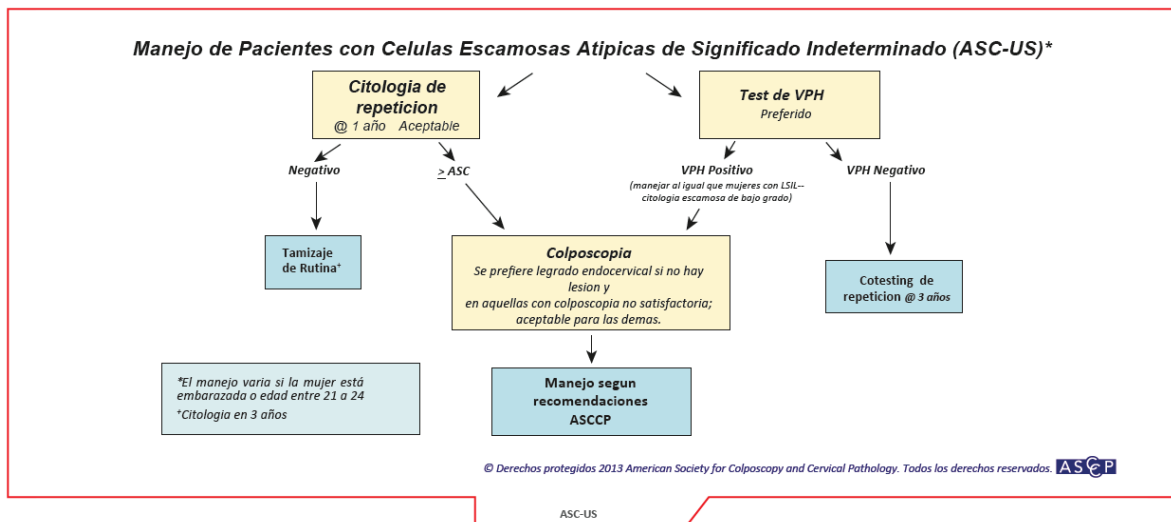 Manejo de Pacientes con Celulas Escamosas Atipicas de Significado Indeterminado (ASC-US)*
Citologia de
repeticion
@ 1 año Aceptable
Test de VPH
Preferido
Negativo
≥ ASC
VPH Positivo
(manejar al igual que mujeres con LSIL--
citologia escamosa de bajo grado)
VPH Negativo
Tamizaje
de Rutina+
Colposcopia
Se prefiere legrado endocervical si no hay
lesion y
en aquellas con colposcopia no satisfactoria;
aceptable para las demas.
Cotesting de
repeticion @ 3 años
*El manejo varia si la mujer está
embarazada o edad entre 21 a 24
+Citologia en 3 años
Manejo segun
recomendaciones
ASCCP
© Derechos protegidos 2013 American Society for Colposcopy and Cervical Pathology. Todos los derechos reservados. ASCCP
ASC-US